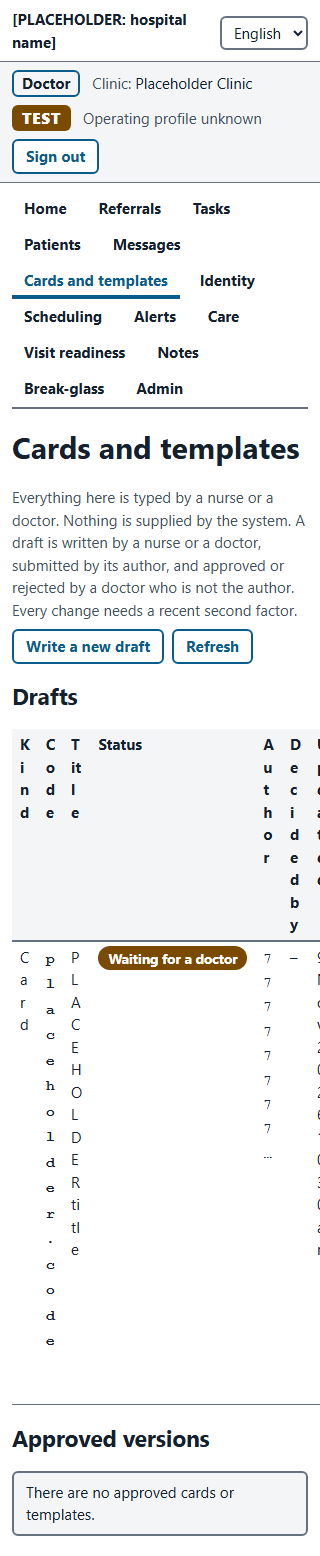 [PLACEHOLDER: hospital
name]
English
Doctor
Clinic: Placeholder Clinic
TEST
Operating profile unknown
Sign out
Home
Referrals
Tasks
Patients
Messages
Cards and templates
Identity
Scheduling
Alerts
Care
Visit readiness
Notes
Break-glass
Admin
Cards and templates
Everything here is typed by a nurse or a
doctor. Nothing is supplied by the system. A
draft is written by a nurse or a doctor,
submitted by its author, and approved or
rejected by a doctor who is not the author.
Every change needs a recent second factor.
Write a new draft
Refresh
Drafts
Kind
Code
Title
Status
Author
Decided by
Card
placeholder.code
PLACEHOLDER title
Waiting for a doctor
7777777…
–
Approved versions
There are no approved cards or
templates.